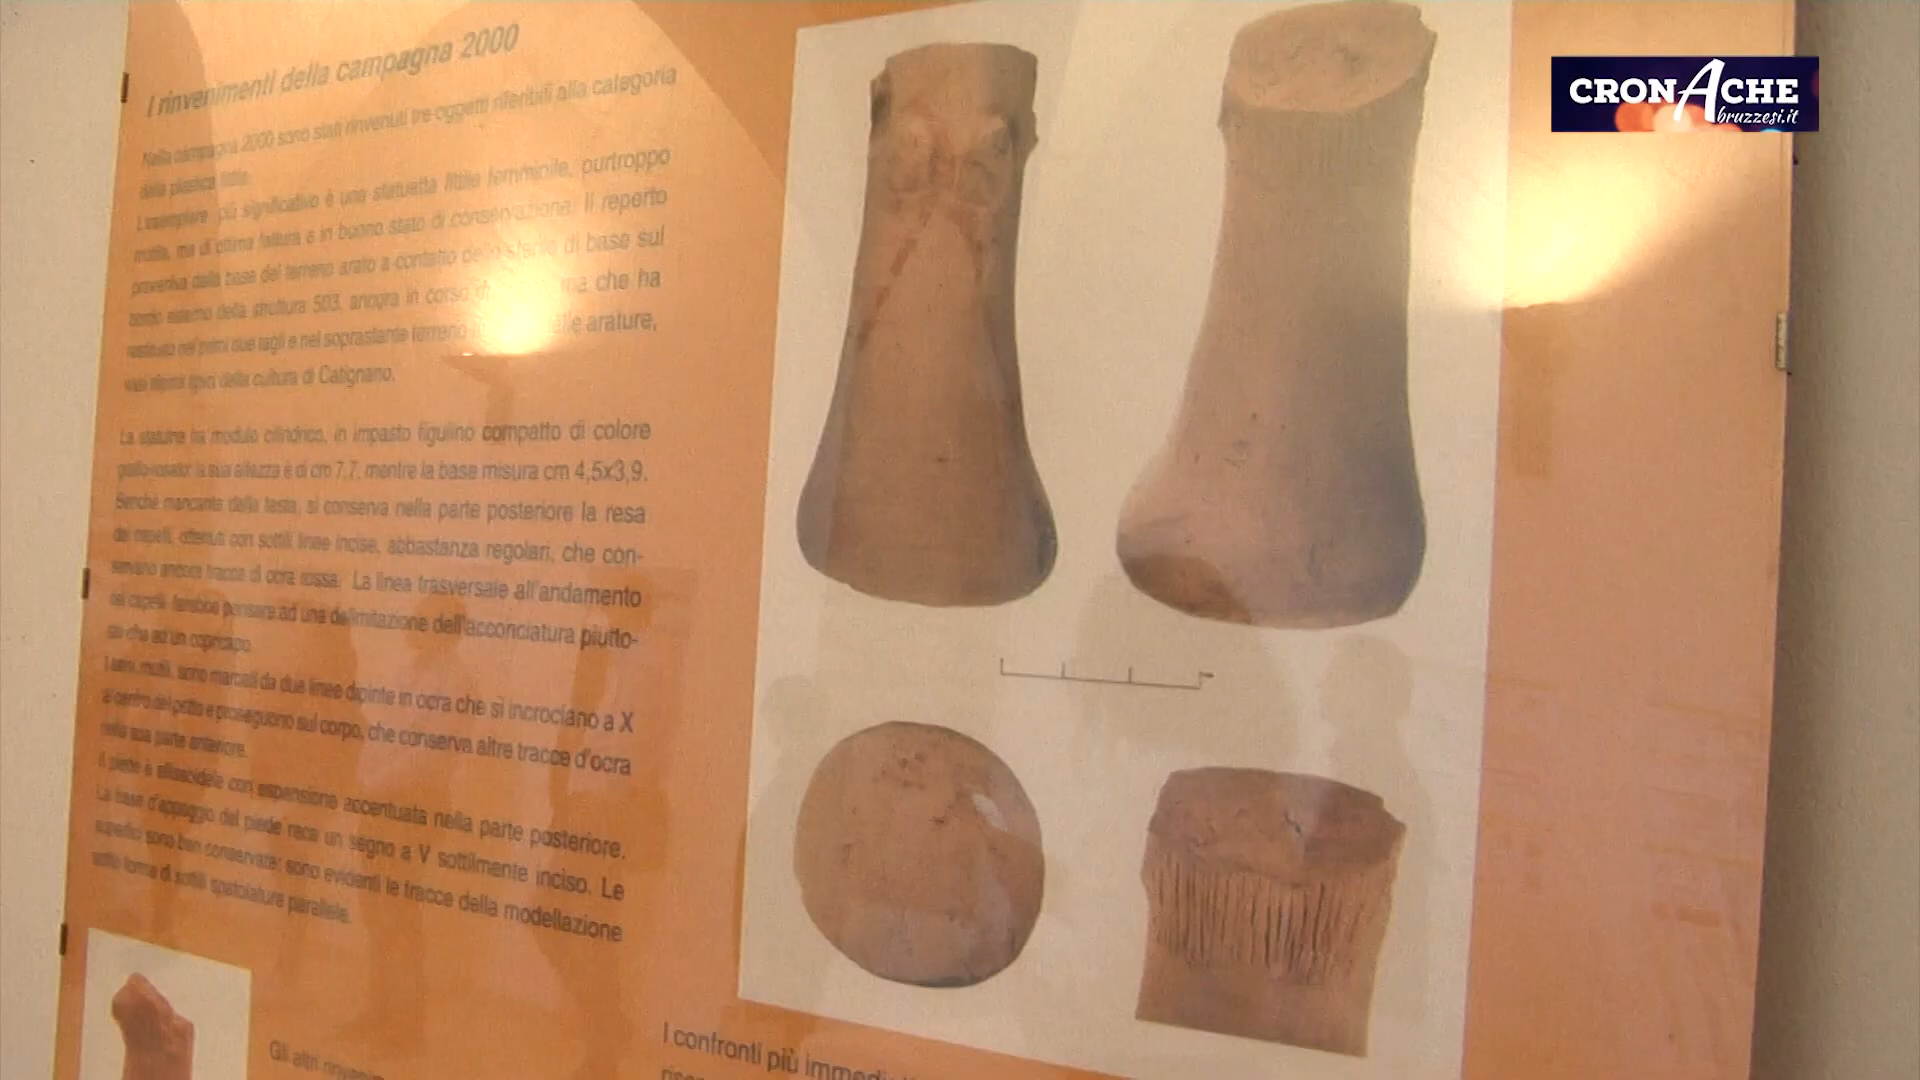 I rinvenimenti della campagna 2000
Nella campagna 2000 sono stati rinvenuti tre oggetti riferibili alla categoria
della plastica fittile.
L'esemplare più significativo è una statuetta fittile femminile, purtroppo
mutila, ma di ottima fattura e in buono stato di conservazione. Il reperto
proveniva dalla base del terreno arato a contatto dello sterile di base sul
bordo esterno della struttura 503, ancora in corso di ma che ha
restituito nei primi due tagli e nel soprastante terreno arature,
vasi tipici della cultura di Catignano.
La statuina ha modulo cilindrico, in impasto figulino compatto di colore
giallo-rosato: la sua altezza è di cm 7,7, mentre la base misura cm 4,5x3,9.
Benché mancante della testa, si conserva nella parte posteriore la resa
dei capelli, ottenuti con sottili linee incise, abbastanza regolari, che con-
servano ancora tracce di ocra rossa. La linea trasversale all'andamento
dei capelli farebbe pensare ad una delimitazione dell'acconciatura piutto-
sto che ad un copricapo.
I seni, mutili, sono marcati da due linee dipinte in ocra che si incrociano a X
al centro del petto e proseguono sul corpo, che conserva altre tracce d'ocra
nella sua parte anteriore.
Il piede è ellissoidale con espansione accentuata nella parte posteriore.
La base d'appoggio del piede reca un segno a V sottilmente inciso. Le
superfici sono ben conservate: sono evidenti le tracce della modellazione
sotto forma di sottili spatolature parallele.
Gli altri
I confronti più
CRONACHE
Abruzzesi.it